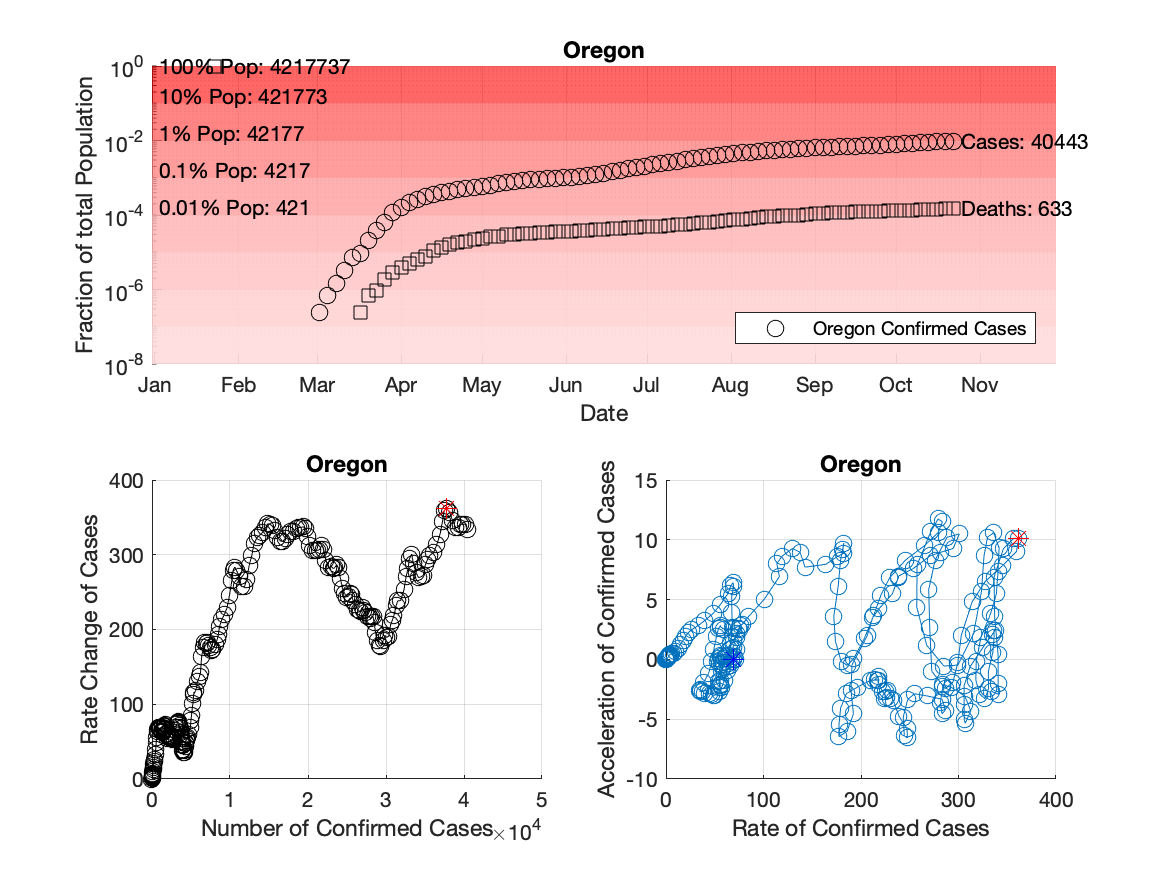 Oregon
Fraction of total Population
10^0
10^-2
10^-4
10^-6
10^-8
100% Pop: 4217737
10% Pop: 421773
1% Pop: 42177
0.1% Pop: 4217
0.01% Pop: 421
Cases: 40443
Deaths: 633
Oregon Confirmed Cases
Jan Feb Mar Apr May Jun Jul Aug Sep Oct Nov
Date
Oregon
Rate Change of Cases
400
300
200
100
0
0 1 2 3 4 5
Number of Confirmed Cases
×10^4
Oregon
Acceleration of Confirmed Cases
15
10
5
0
-5
-10
0 100 200 300 400
Rate of Confirmed Cases